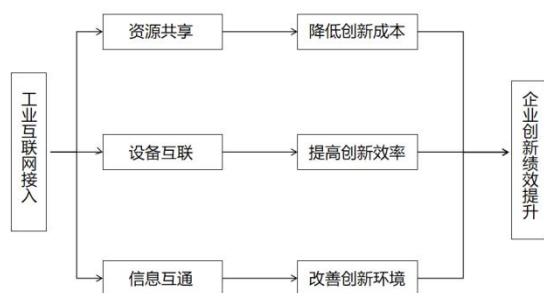 工业互联网接入
资源共享
降低创新成本
设备互联
提高创新效率
信息互通
改善创新环境
企业创新绩效提升